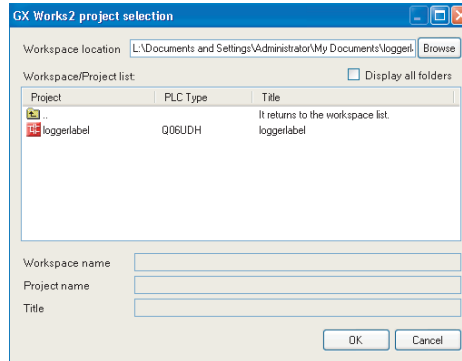 GX Works2 project selection
Workspace location L:\Documents and Settings\Administrator\My Documents\loggerl Browse
Workspace/Project list: Display all folders
Project PLC Type Title
.. It returns to the workspace list.
loggerlabel Q06UDH loggerlabel
Workspace name
Project name
Title
OK Cancel